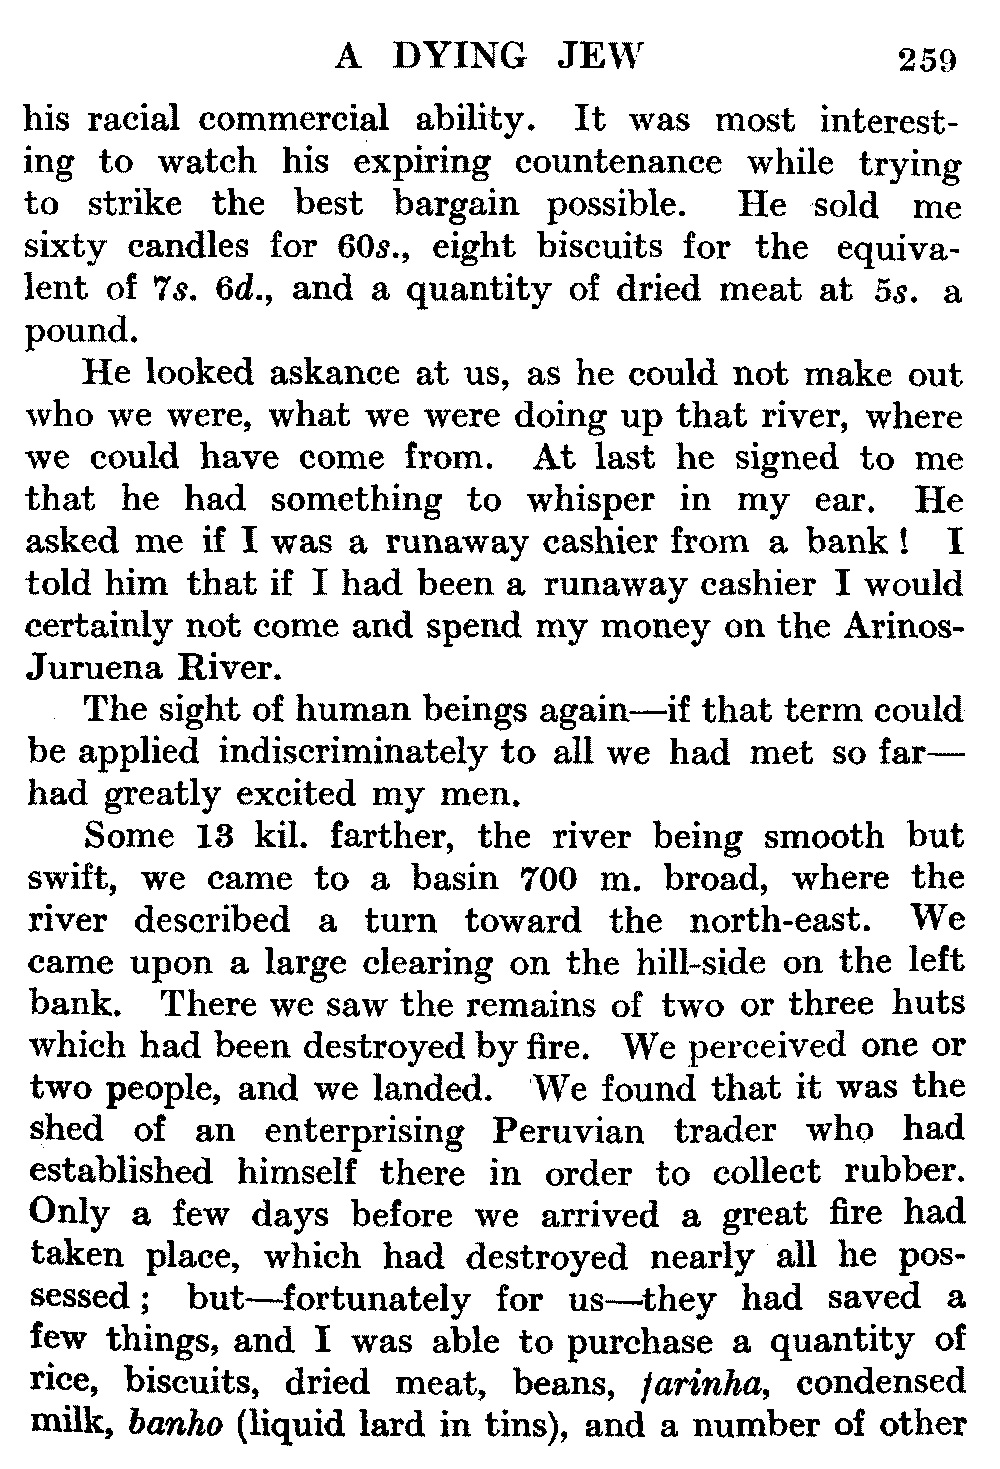 A DYING JEW 259
his racial commercial ability. It was most interest-
ing to watch his expiring countenance while trying
to strike the best bargain possible. He sold me
sixty candles for 60s., eight biscuits for the equiva-
lent of 7s. 6d., and a quantity of dried meat at 5s. a
pound.
He looked askance at us, as he could not make out
who we were, what we were doing up that river, where
we could have come from. At last he signed to me
that he had something to whisper in my ear. He
asked me if I was a runaway cashier from a bank! I
told him that if I had been a runaway cashier I would
certainly not come and spend my money on the Arinos-
Juruena River.
The sight of human beings again—if that term could
be applied indiscriminately to all we had met so far—
had greatly excited my men.
Some 13 kil. farther, the river being smooth but
swift, we came to a basin 700 m. broad, where the
river described a turn toward the north-east. We
came upon a large clearing on the hill-side on the left
bank. There we saw the remains of two or three huts
which had been destroyed by fire. We perceived one or
two people, and we landed. We found that it was the
shed of an enterprising Peruvian trader who had
established himself there in order to collect rubber.
Only a few days before we arrived a great fire had
taken place, which had destroyed nearly all he pos-
sessed; but—fortunately for us—they had saved a
few things, and I was able to purchase a quantity of
rice, biscuits, dried meat, beans, farinha, condensed
milk, banho (liquid lard in tins), and a number of other